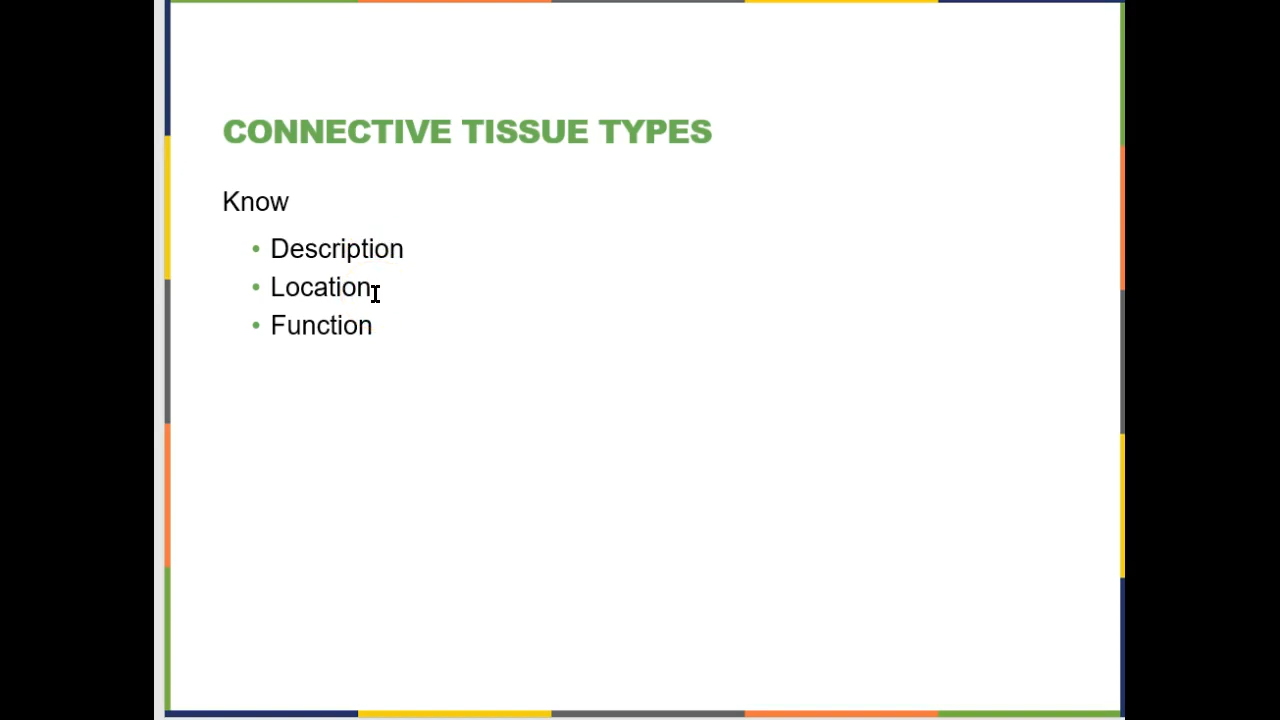 CONNECTIVE TISSUE TYPES
Know
• Description
• Location
• Function